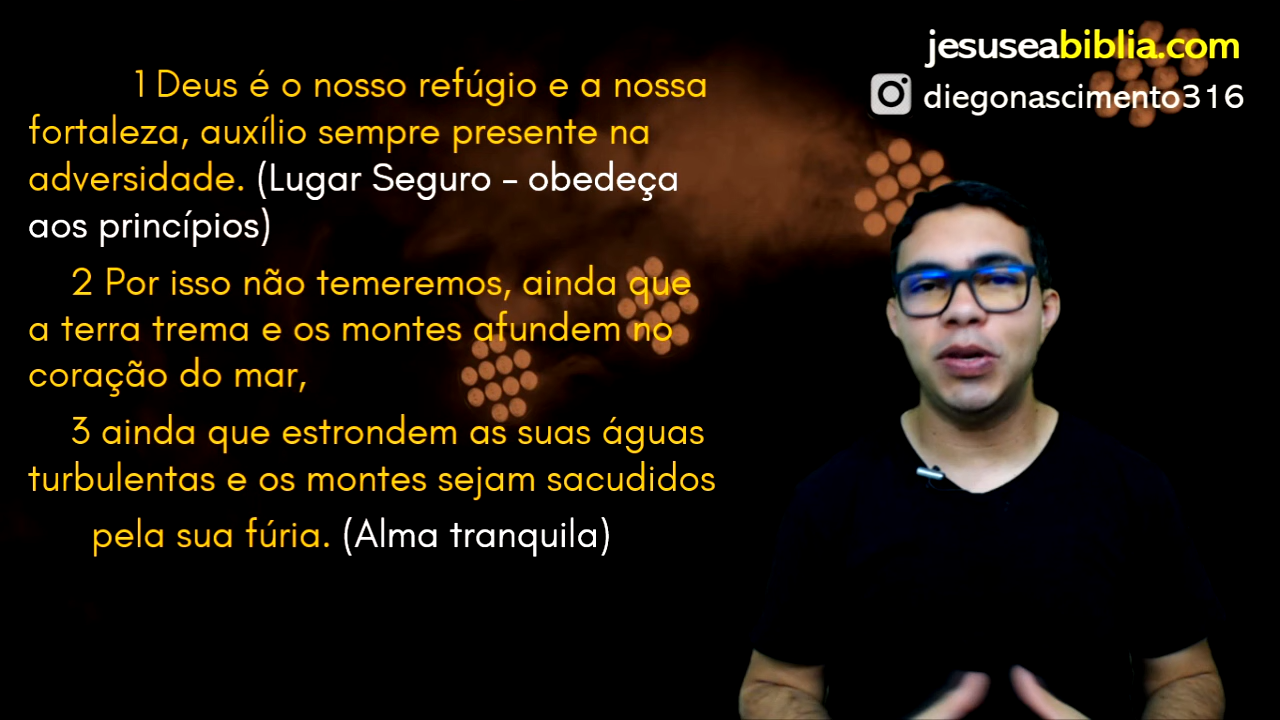 jesuseabiblia.com
diegonascimento316
1 Deus é o nosso refúgio e a nossa
fortaleza, auxílio sempre presente na
adversidade. (Lugar Seguro - obedeça
aos princípios)
2 Por isso não temeremos, ainda que
a terra trema e os montes afundem no
coração do mar,
3 ainda que estrondem as suas águas
turbulentas e os montes sejam sacudidos
pela sua fúria. (Alma tranquila)